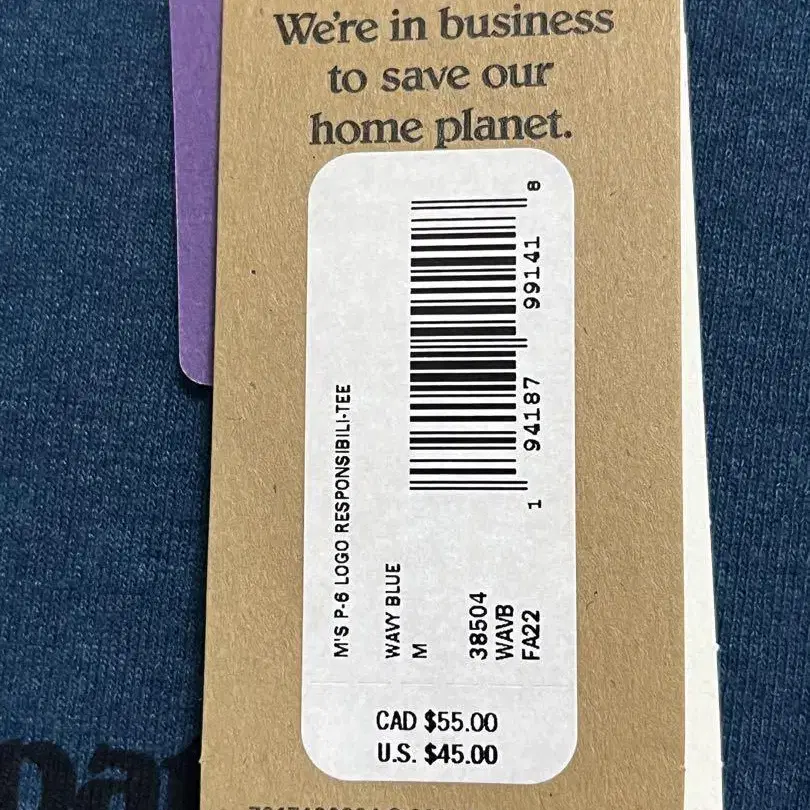 We're in business
to save our
home planet.
M'S P-6 LOGO RESPONSIBILI-TEE
WAVY BLUE
M
38504
WAVB
FA22
1 94187 99141 8
CAD $55.00
U.S. $45.00
pat